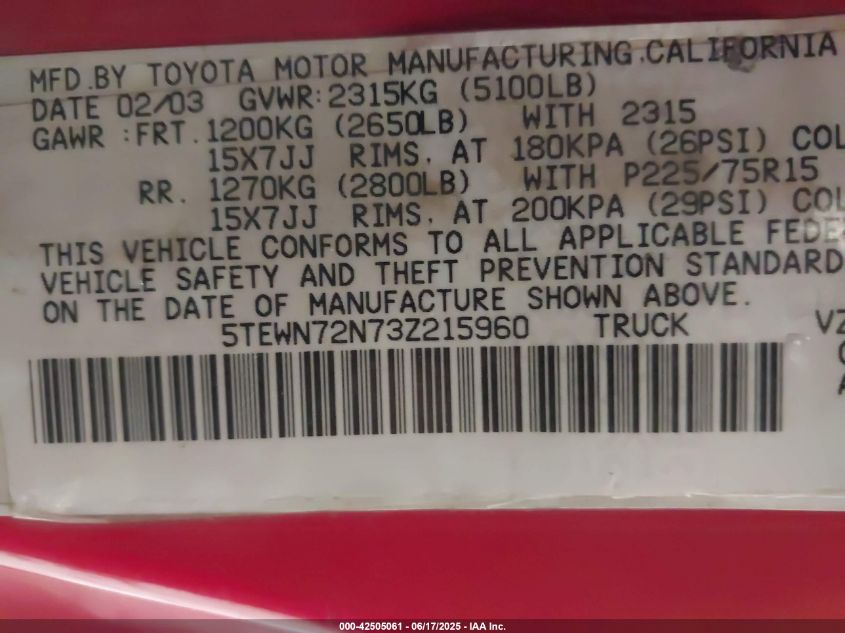 MFD.BY TOYOTA MOTOR MANUFACTURING.CALIFORNIA
DATE 02/03 GVWR:2315KG (5100LB)
GAWR :FRT.1200KG (2650LB) WITH 2315
15X7JJ RIMS, AT 180KPA (26PSI) COL
RR. 1270KG (2800LB) WITH P225/75R15
15X7JJ RIMS, AT 200KPA (29PSI) COL
THIS VEHICLE CONFORMS TO ALL APPLICABLE FEDE
VEHICLE SAFETY AND THEFT PREVENTION STANDARD
ON THE DATE OF MANUFACTURE SHOWN ABOVE.
5TEWN72N73Z215960 TRUCK VZ
000-42505061 - 06/17/2025 - IAA Inc.